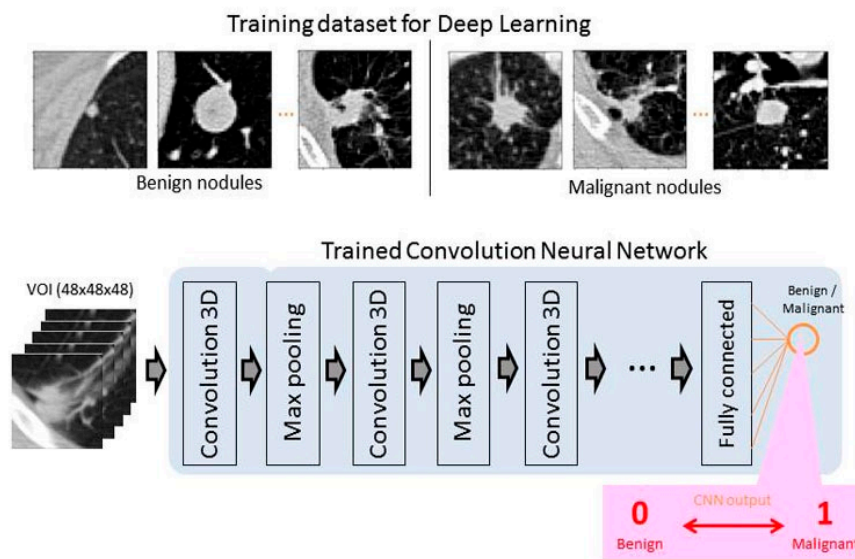 Training dataset for Deep Learning
...
...
Benign nodules
Malignant nodules
Trained Convolution Neural Network
VOI (48x48x48)
Convolution 3D
Max pooling
Convolution 3D
Max pooling
Convolution 3D
...
Fully connected
Benign /
Malignant
CNN output
0
1
Benign
Malignant